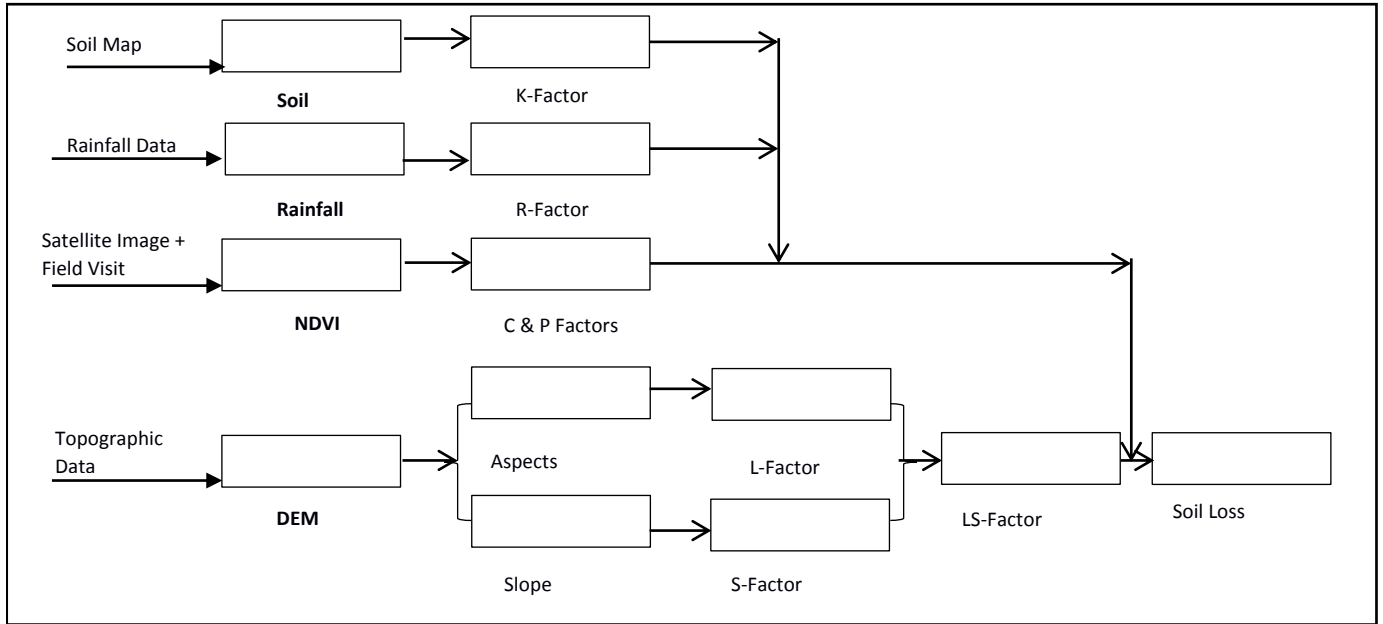 Soil Map
Soil
K-Factor
Rainfall Data
Rainfall
R-Factor
Satellite Image +
Field Visit
NDVI
C & P Factors
Topographic
Data
DEM
Aspects
L-Factor
Slope
S-Factor
LS-Factor
Soil Loss